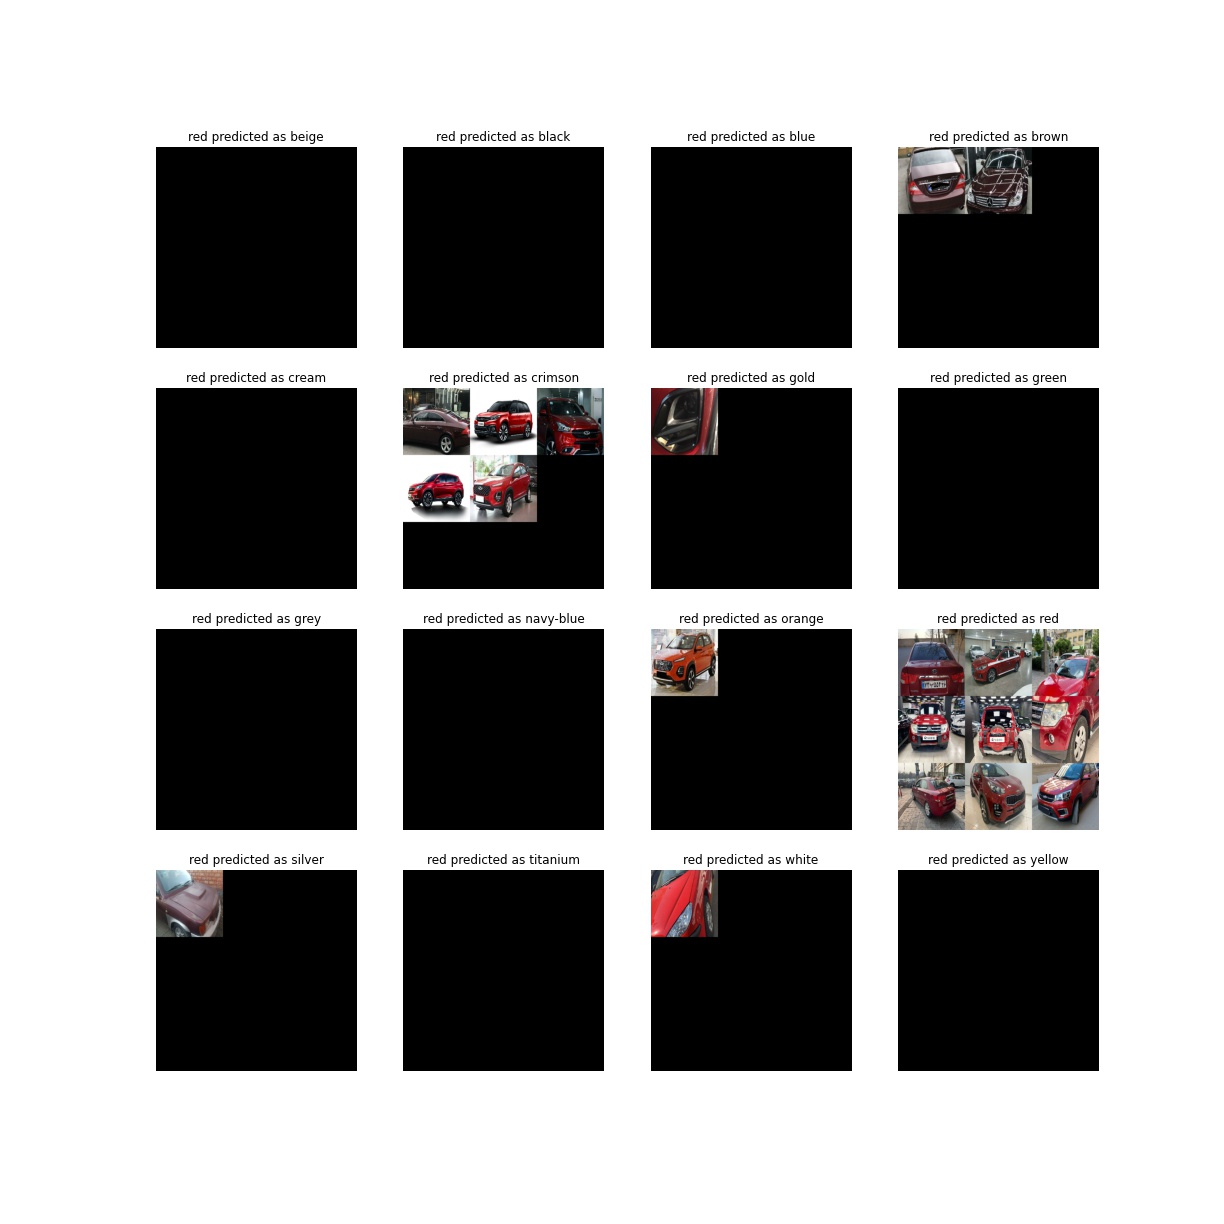 red predicted as beige
red predicted as black
red predicted as blue
red predicted as brown
red predicted as cream
red predicted as crimson
red predicted as gold
red predicted as green
red predicted as grey
red predicted as navy-blue
red predicted as orange
red predicted as red
red predicted as silver
red predicted as titanium
red predicted as white
red predicted as yellow